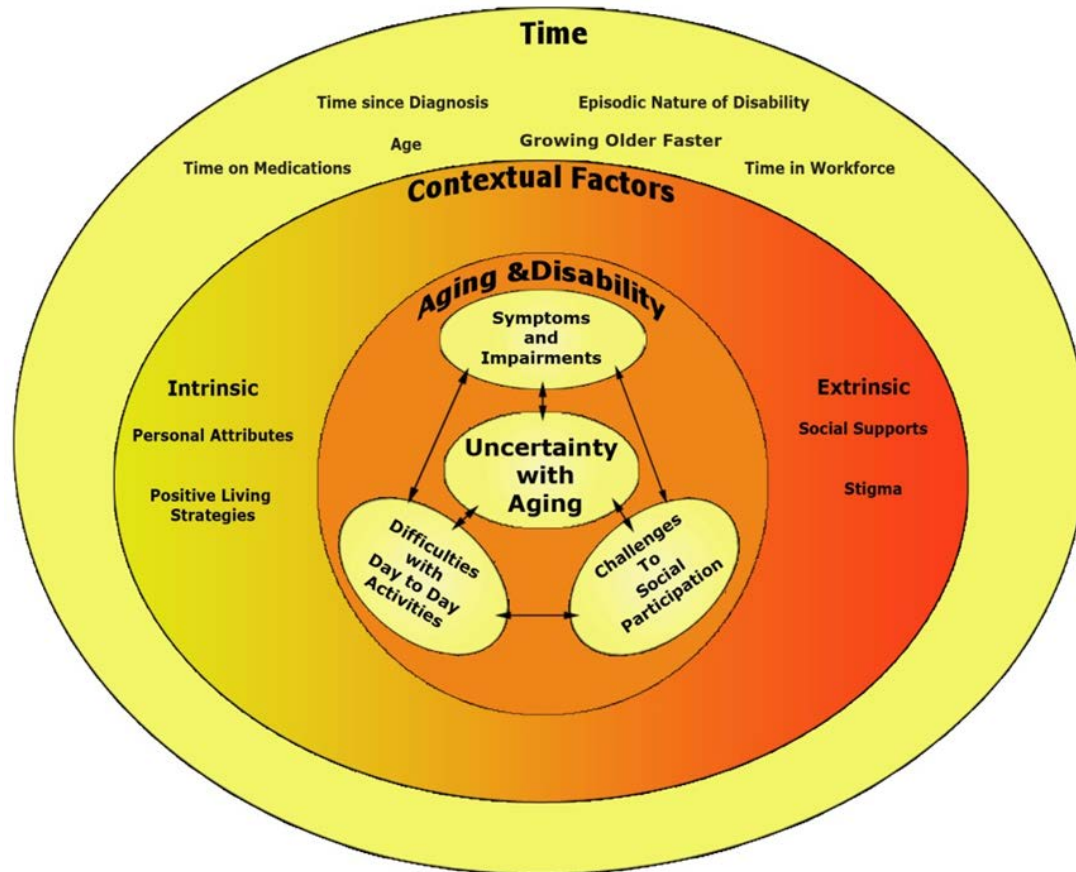 Time
Time since Diagnosis
Episodic Nature of Disability
Age
Growing Older Faster
Time on Medications
Time in Workforce
Contextual Factors
Aging &Disability
Symptoms
and
Impairments
Intrinsic
Personal Attributes
Positive Living
Strategies
Uncertainty
with
Aging
Extrinsic
Social Supports
Stigma
Difficulties
with
Day to Day
Activities
Challenges
To
Social
Participation